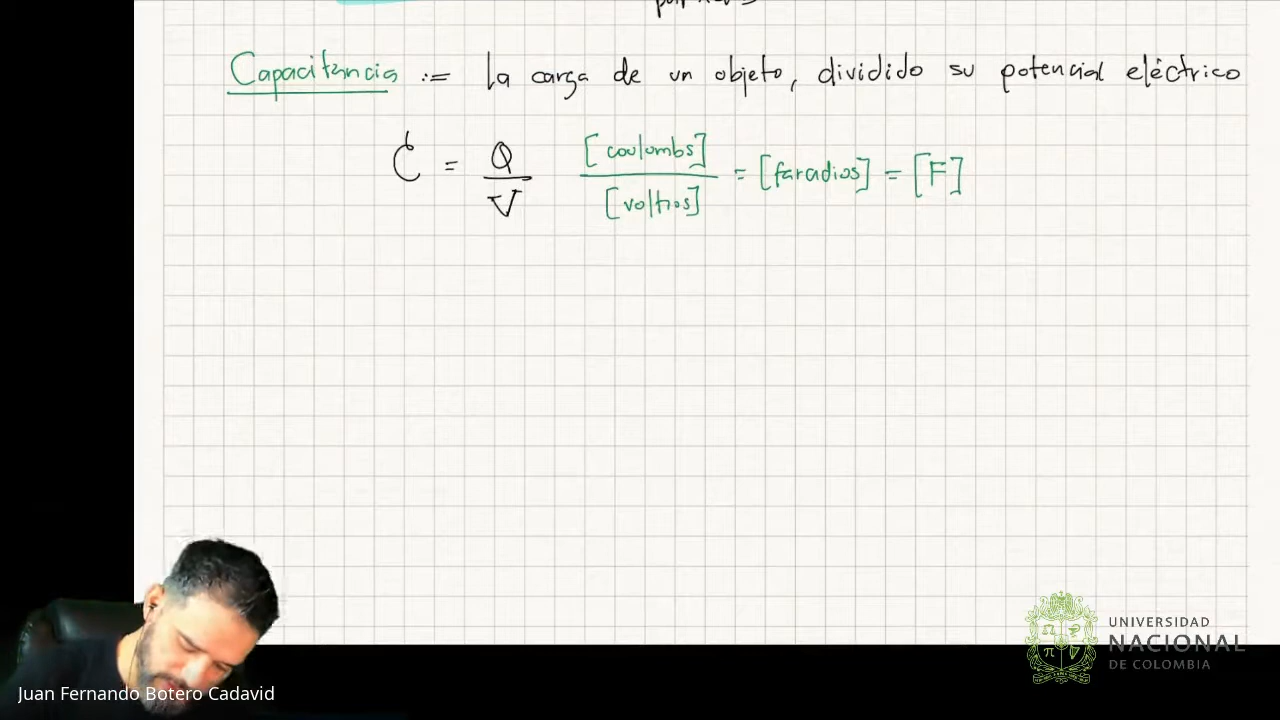 Capacitancia := la carga de un objeto, dividido su potencial eléctrico
C = Q/V [coulombs]/[voltios] = [faradios] = [F]
UNIVERSIDAD
NACIONAL
DE COLOMBIA
Juan Fernando Botero Cadavid